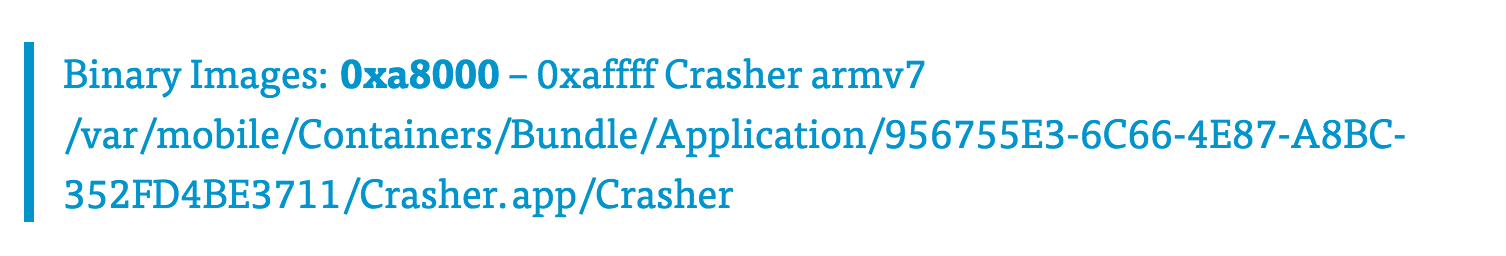 Binary Images: 0xa8000 – 0xaffff Crasher armv7
/var/mobile/Containers/Bundle/Application/956755E3-6C66-4E87-A8BC-
352FD4BE3711/Crasher.app/Crasher